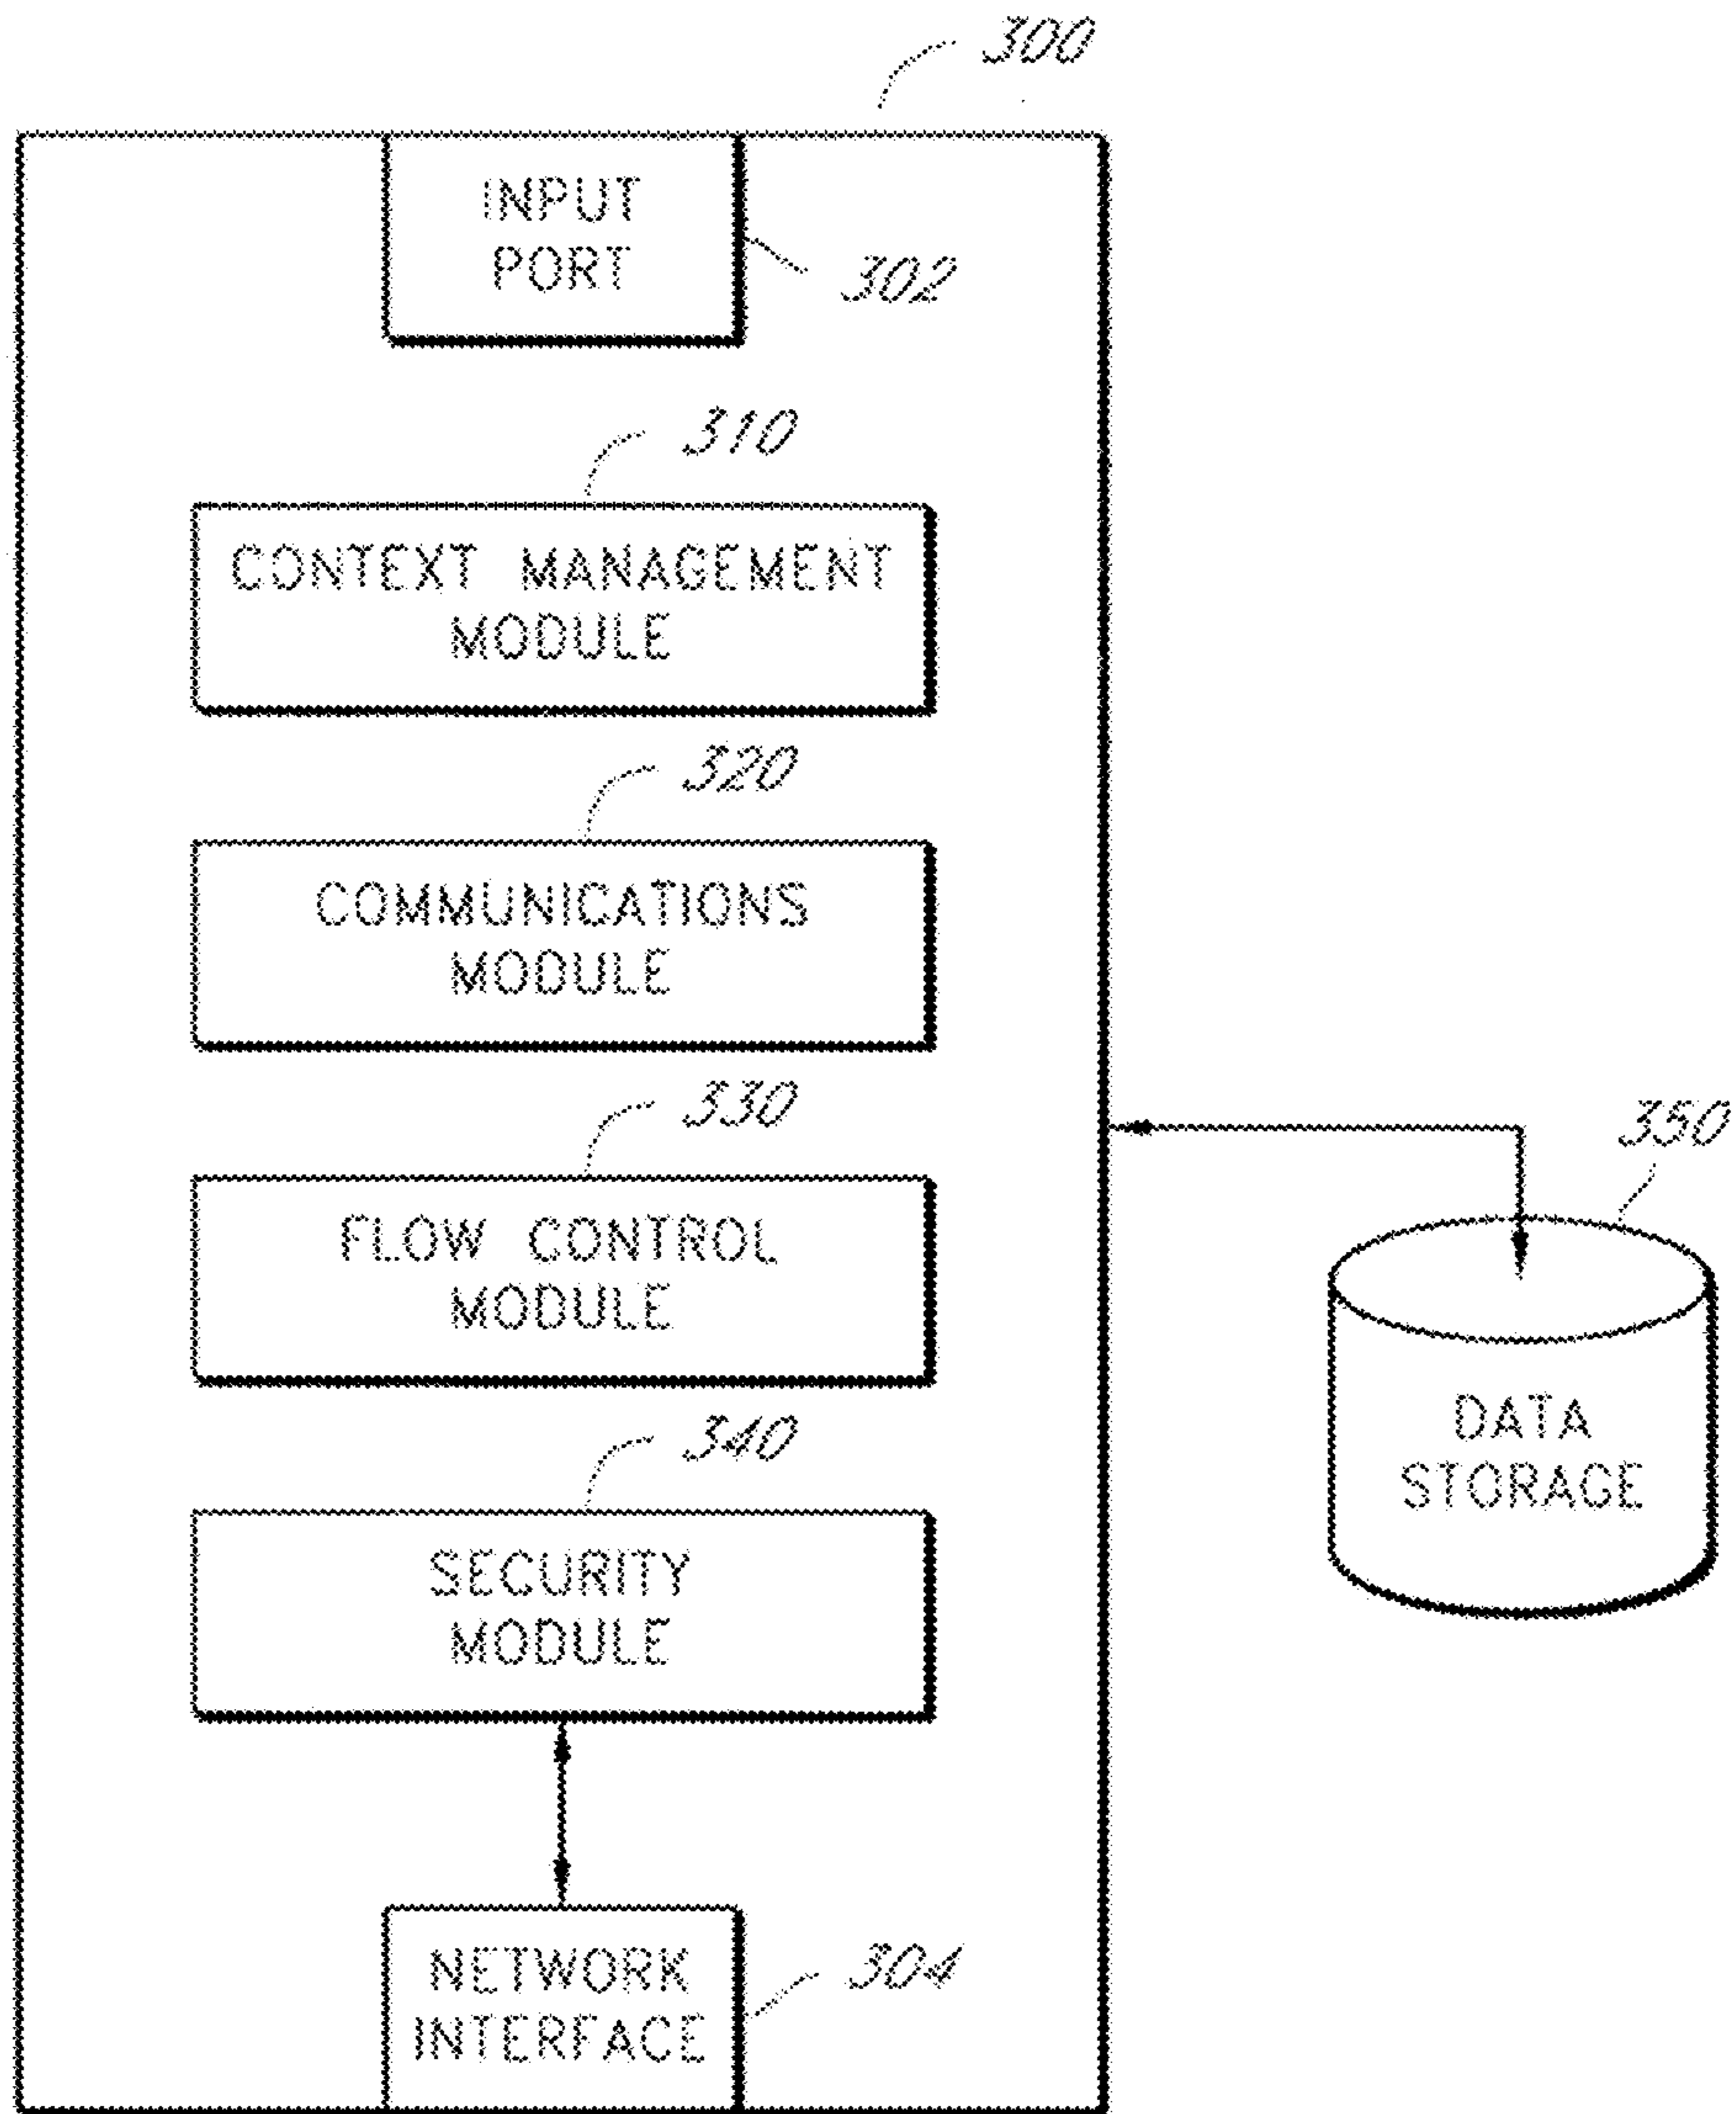 300
INPUT
PORT
302
310
CONTEXT MANAGEMENT
MODULE
320
COMMUNICATIONS
MODULE
330
FLOW CONTROL
MODULE
350
DATA
STORAGE
340
SECURITY
MODULE
NETWORK
INTERFACE
304